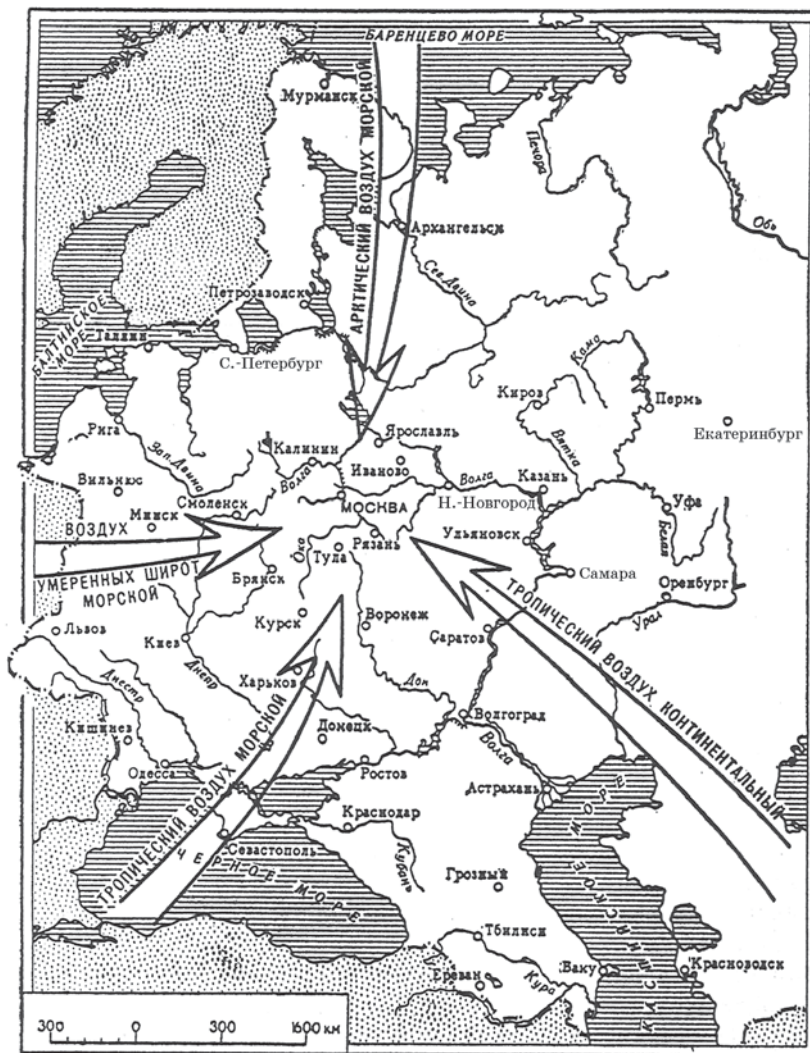 БАРЕНЦЕВО МОРЕ
Мурманск
АРКТИЧЕСКИЙ ВОЗДУХ МОРСКОЙ
Печора
Обь
Архангельск
Сев. Двина
Петрозаводск
БАЛТИЙСКОЕ
МОРЕ
Таллин
С.-Петербург
Кама
Киров
Пермь
Екатеринбург
Рига
Зап. Двина
Калинин
Ярославль
Волга
Иваново
Волга
Вятка
Казань
Вильнюс
Смоленск
МОСКВА
Н.-Новгород
Уфа
Минск
ВОЗДУХ
Рязань
Ульяновск
Белая
УМЕРЕННЫХ ШИРОТ
МОРСКОЙ
Ока
Тула
Брянск
Самара
Оренбург
Урал
ТРОПИЧЕСКИЙ ВОЗДУХ КОНТИНЕНТАЛЬНЫЙ
Львов
Киев
Курск
Воронеж
Саратов
Днестр
Днепр
Харьков
Дон
Кишинев
Донецк
Волгоград
Волга
Одесса
Ростов
Астрахань
ТРОПИЧЕСКИЙ ВОЗДУХ МОРСКОЙ
Краснодар
Севастополь
ЧЕРНОЕ МОРЕ
Кубань
Грозный
КАСПИЙСКОЕ МОРЕ
Тбилиси
Ереван
Кура
Баку
Красноводск
300 0 300 600 км